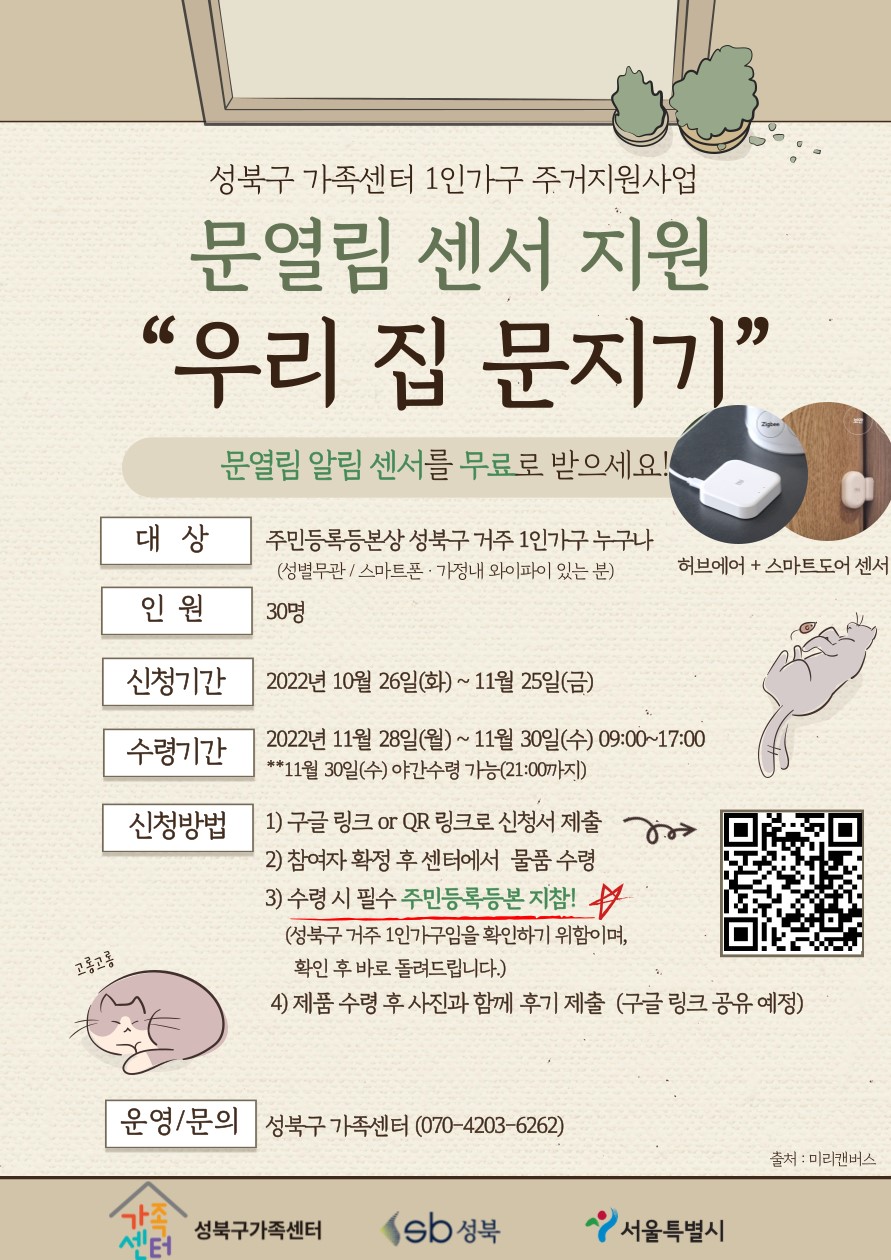 성북구 가족센터 1인가구 주거지원사업
문열림 센서 지원
“우리 집 문지기”
문열림 알림 센서를 무료로 받으세요!
Zigbee
허브에어 + 스마트도어 센서
대 상
주민등록등본상 성북구 거주 1인가구 누구나
(성별무관 / 스마트폰 · 가정내 와이파이 있는 분)
인 원
30명
신청기간
2022년 10월 26일(화) ~ 11월 25일(금)
수령기간
2022년 11월 28일(월) ~ 11월 30일(수) 09:00~17:00
**11월 30일(수) 야간수령 가능(21:00까지)
신청방법
1) 구글 링크 or QR 링크로 신청서 제출
2) 참여자 확정 후 센터에서 물품 수령
3) 수령 시 필수 주민등록등본 지참!
(성북구 거주 1인가구임을 확인하기 위함이며,
확인 후 바로 돌려드립니다.)
4) 제품 수령 후 사진과 함께 후기 제출 (구글 링크 공유 예정)
고롱고롱
운영/문의
성북구 가족센터 (070-4203-6262)
출처 : 미리캔버스
가족
센터
성북구가족센터
sb 성북
서울특별시